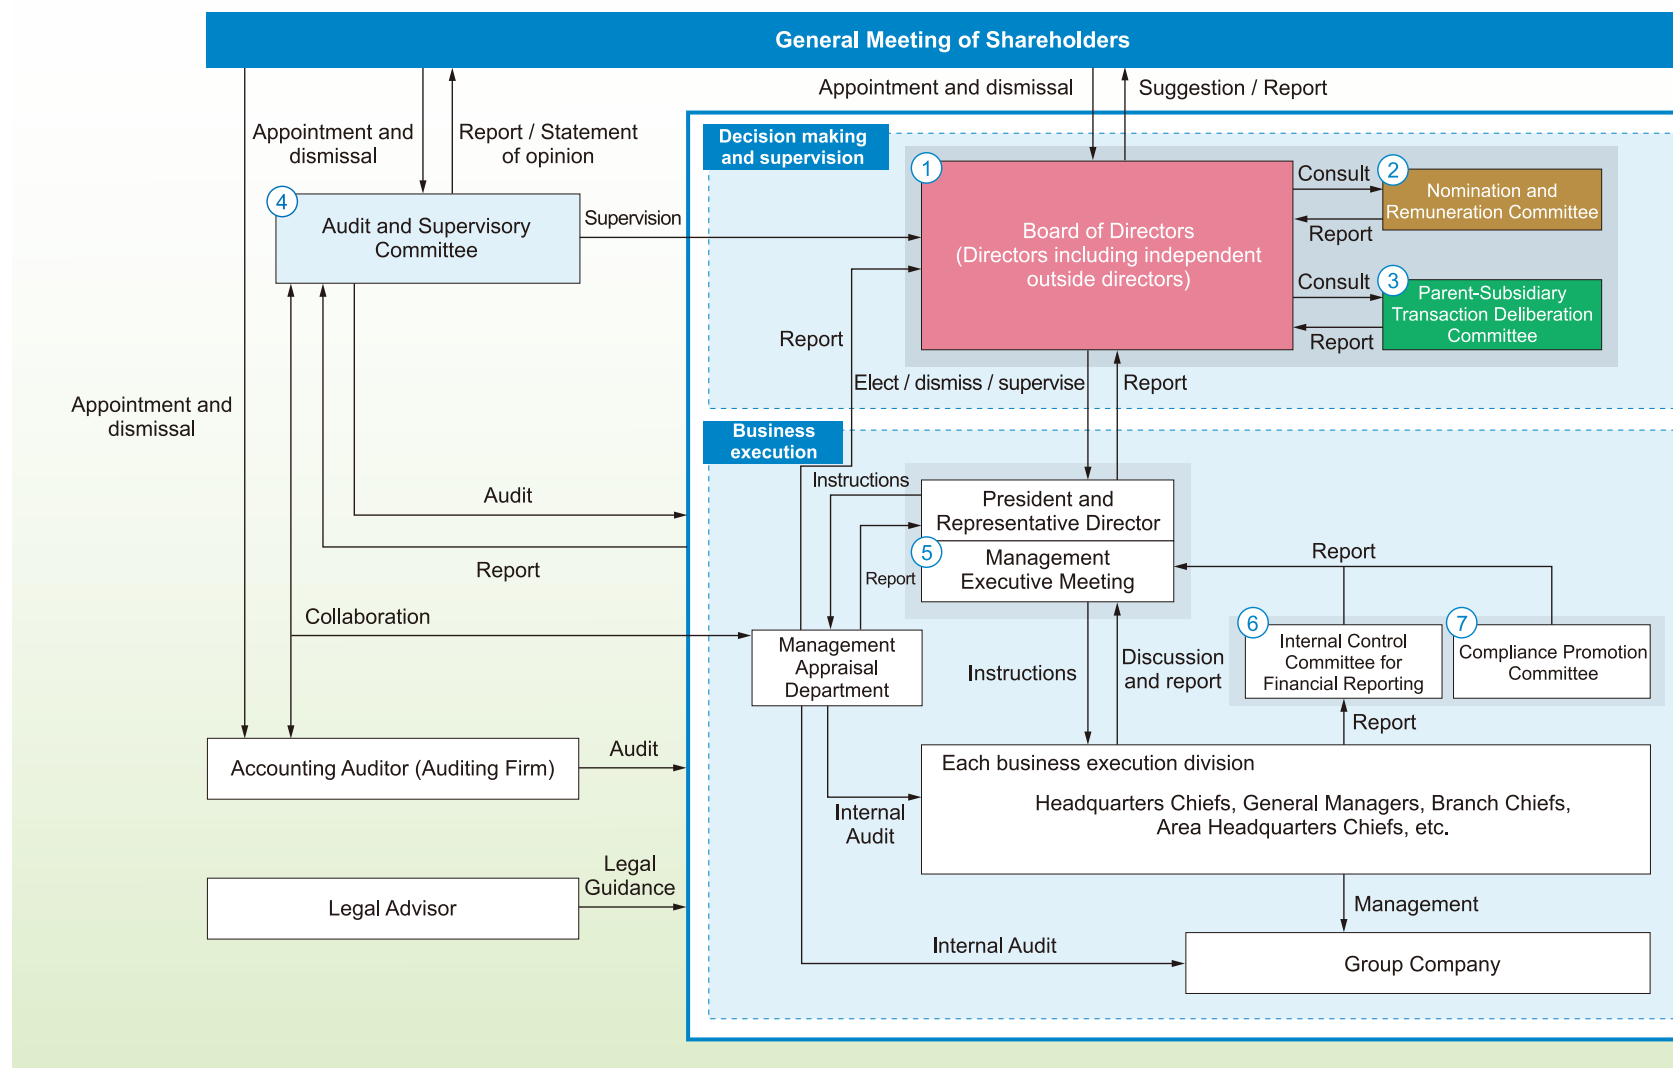 General Meeting of Shareholders
Appointment and dismissal
Suggestion / Report
Appointment and
dismissal
Report / Statement
of opinion
Decision making
and supervision
1
Board of Directors
(Directors including independent
outside directors)
Consult
Report
2
Nomination and
Remuneration Committee
Consult
Report
3
Parent-Subsidiary
Transaction Deliberation
Committee
4
Audit and Supervisory
Committee
Supervision
Report
Elect / dismiss / supervise
Report
Appointment and
dismissal
Business
execution
Instructions
President and
Representative Director
5
Management
Executive Meeting
Report
Audit
Report
Collaboration
Management
Appraisal
Department
Instructions
Discussion
and report
Report
6
Internal Control
Committee for
Financial Reporting
7
Compliance Promotion
Committee
Report
Accounting Auditor (Auditing Firm)
Audit
Internal
Audit
Each business execution division
Headquarters Chiefs, General Managers, Branch Chiefs,
Area Headquarters Chiefs, etc.
Legal Advisor
Legal
Guidance
Management
Internal Audit
Group Company